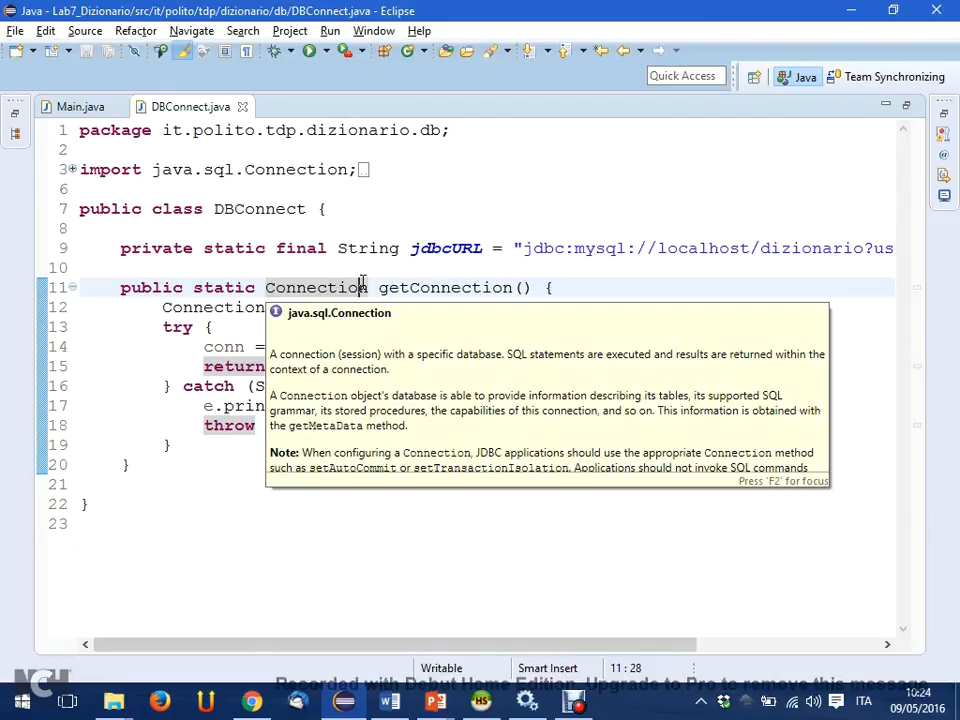 Java - Lab7_Dizionario/src/it/polito/tdp/dizionario/db/DBConnect.java - Eclipse
File Edit Source Refactor Navigate Search Project Run Window Help
Quick Access
Java
Team Synchronizing
Main.java
DBConnect.java
1 package it.polito.tdp.dizionario.db;
2
3 import java.sql.Connection;
6
7 public class DBConnect {
8
9 private static final String jdbcURL = "jdbc:mysql://localhost/dizionario?us
10
11 public static Connection getConnection() {
12 Connection
13 try {
14 conn =
15 return
16 } catch (S
17 e.prin
18 throw
19 }
20 }
21
22 }
23
java.sql.Connection
A connection (session) with a specific database. SQL statements are executed and results are returned within the
context of a connection.
A Connection object's database is able to provide information describing its tables, its supported SQL
grammar, its stored procedures, the capabilities of this connection, and so on. This information is obtained with
the getMetaData method.
Note: When configuring a Connection, JDBC applications should use the appropriate Connection method
such as setAutoCommit or setTransactionIsolation. Applications should not invoke SQL commands
Press 'F2' for focus
Writable
Smart Insert
11 : 28
NCH
Recorded with Debut Home Edition. Upgrade to Pro to remove this message
ITA
10:24
09/05/2016